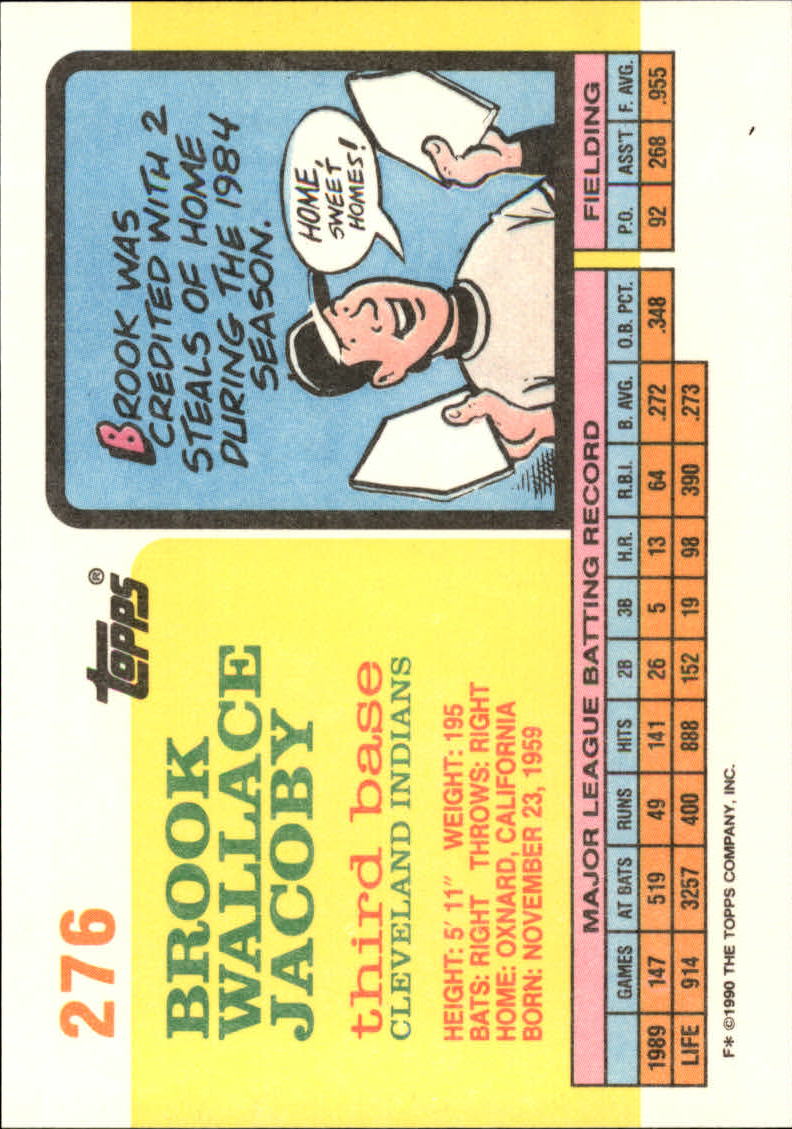 276
Topps®
BROOK
WALLACE
JACOBY
third base
CLEVELAND INDIANS
HEIGHT: 5' 11" WEIGHT: 195
BATS: RIGHT THROWS: RIGHT
HOME: OXNARD, CALIFORNIA
BORN: NOVEMBER 23, 1959
BROOK WAS
CREDITED WITH 2
STEALS OF HOME
DURING THE 1984
SEASON.
HOME,
SWEET
HOMES!
MAJOR LEAGUE BATTING RECORD FIELDING
GAMES AT BATS RUNS HITS 2B 3B H.R. R.B.I. B. AVG. O.B. PCT. P.O. ASS'T F. AVG.
1989 147 519 49 141 26 5 13 64 .272 .348 92 268 .955
LIFE 914 3257 400 888 152 19 98 390 .273
F* ©1990 THE TOPPS COMPANY, INC.